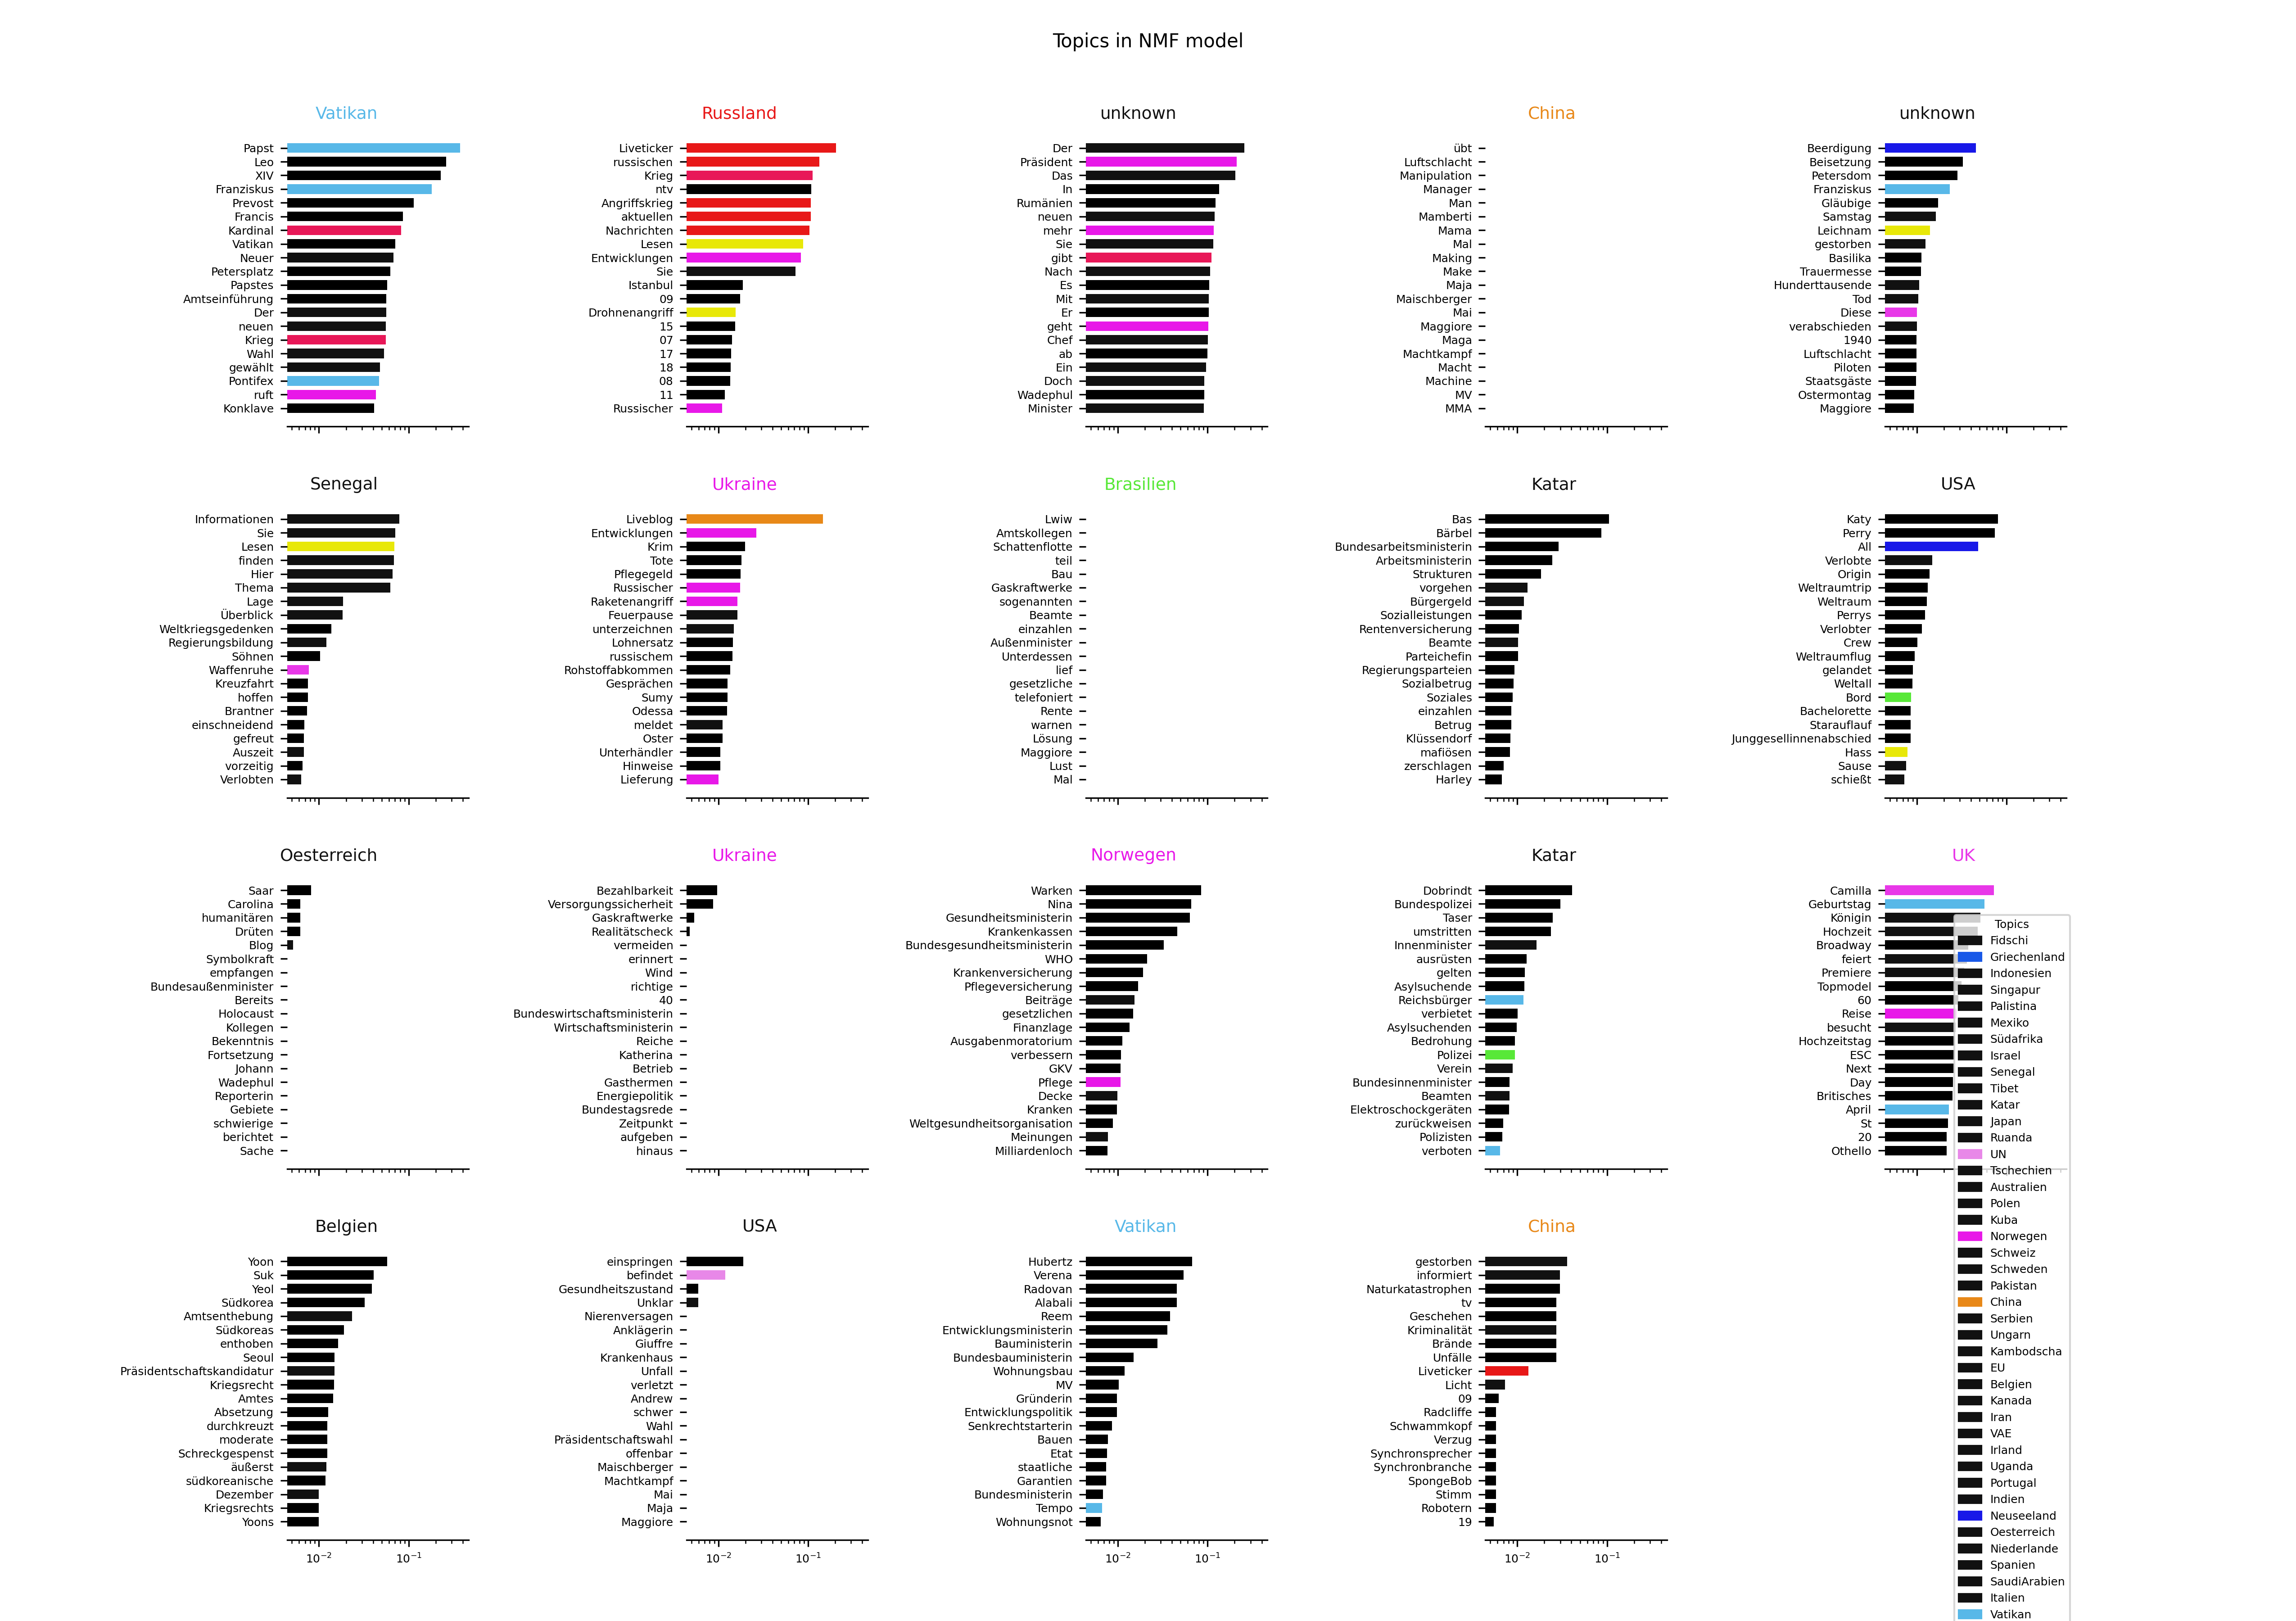 Topics in NMF model
Vatikan
Papst
Leo
XIV
Franziskus
Prevost
Francis
Kardinal
Vatikan
Neuer
Petersplatz
Papstes
Amtseinführung
Der
neuen
Krieg
Wahl
gewählt
Pontifex
ruft
Konklave
Russland
Liveticker
russischen
Krieg
ntv
Angriffskrieg
aktuellen
Nachrichten
Lesen
Entwicklungen
Sie
Istanbul
09
Drohnenangriff
15
07
17
18
08
11
Russischer
unknown
Der
Präsident
Das
In
Rumänien
neuen
mehr
Sie
gibt
Nach
Es
Mit
Er
geht
Chef
ab
Ein
Doch
Wadephul
Minister
China
übt
Luftschlacht
Manipulation
Manager
Man
Mamberti
Mama
Mal
Making
Make
Maja
Maischberger
Mai
Maggiore
Maga
Machtkampf
Macht
Machine
MV
MMA
unknown
Beerdigung
Beisetzung
Petersdom
Franziskus
Gläubige
Samstag
Leichnam
gestorben
Basilika
Trauermesse
Hunderttausende
Tod
Diese
verabschieden
1940
Luftschlacht
Piloten
Staatsgäste
Ostermontag
Maggiore
Senegal
Informationen
Sie
Lesen
finden
Hier
Thema
Lage
Überblick
Weltkriegsgedenken
Regierungsbildung
Söhnen
Waffenruhe
Kreuzfahrt
hoffen
Brantner
einschneidend
gefreut
Auszeit
vorzeitig
Verlobten
Ukraine
Liveblog
Entwicklungen
Krim
Tote
Pflegegeld
Russischer
Raketenangriff
Feuerpause
unterzeichnen
Lohnersatz
russischem
Rohstoffabkommen
Gesprächen
Sumy
Odessa
meldet
Oster
Unterhändler
Hinweise
Lieferung
Brasilien
Lwiw
Amtskollegen
Schattenflotte
teil
Bau
Gaskraftwerke
sogenannten
Beamte
einzahlen
Außenminister
Unterdessen
lief
gesetzliche
telefoniert
Rente
warnen
Lösung
Maggiore
Lust
Mal
Katar
Bas
Bärbel
Bundesarbeitsministerin
Arbeitsministerin
Strukturen
vorgehen
Bürgergeld
Sozialleistungen
Rentenversicherung
Beamte
Parteichefin
Regierungsparteien
Sozialbetrug
Soziales
einzahlen
Betrug
Klüssendorf
mafiösen
zerschlagen
Harley
USA
Katy
Perry
All
Verlobte
Origin
Weltraumtrip
Weltraum
Perrys
Verlobter
Crew
Weltraumflug
gelandet
Weltall
Bord
Bachelorette
Starauflauf
Junggesellinnenabschied
Hass
Sause
schießt
Oesterreich
Saar
Carolina
humanitären
Drüten
Blog
Symbolkraft
empfangen
Bundesaußenminister
Bereits
Holocaust
Kollegen
Bekenntnis
Fortsetzung
Johann
Wadephul
Reporterin
Gebiete
schwierige
berichtet
Sache
Ukraine
Bezahlbarkeit
Versorgungssicherheit
Gaskraftwerke
Realitätscheck
vermeiden
erinnert
Wind
richtige
40
Bundeswirtschaftsministerin
Wirtschaftsministerin
Reiche
Katherina
Betrieb
Gasthermen
Energiepolitik
Bundestagsrede
Zeitpunkt
aufgeben
hinaus
Norwegen
Warken
Nina
Gesundheitsministerin
Krankenkassen
Bundesgesundheitsministerin
WHO
Krankenversicherung
Pflegeversicherung
Beiträge
gesetzlichen
Finanzlage
Ausgabenmoratorium
verbessern
GKV
Pflege
Decke
Kranken
Weltgesundheitsorganisation
Meinungen
Milliardenloch
Katar
Dobrindt
Bundespolizei
Taser
umstritten
Innenminister
ausrüsten
gelten
Asylsuchende
Reichsbürger
verbietet
Asylsuchenden
Bedrohung
Polizei
Verein
Bundesinnenminister
Beamten
Elektroschockgeräten
zurückweisen
Polizisten
verboten
UK
Camilla
Geburtstag
Königin
Hochzeit
Broadway
feiert
Premiere
Topmodel
60
Reise
besucht
Hochzeitstag
ESC
Next
Day
Britisches
April
St
20
Othello
Belgien
Yoon
Suk
Yeol
Südkorea
Amtsenthebung
Südkoreas
enthoben
Seoul
Präsidentschaftskandidatur
Kriegsrecht
Amtes
Absetzung
durchkreuzt
moderate
Schreckgespenst
äußerst
südkoreanische
Dezember
Kriegsrechts
Yoons
10⁻² 10⁻¹
USA
einspringen
befindet
Gesundheitszustand
Unklar
Nierenversagen
Anklägerin
Giuffre
Krankenhaus
Unfall
verletzt
Andrew
schwer
Wahl
Präsidentschaftswahl
offenbar
Maischberger
Machtkampf
Mai
Maja
Maggiore
10⁻² 10⁻¹
Vatikan
Hubertz
Verena
Radovan
Alabali
Reem
Entwicklungsministerin
Bauministerin
Bundesbauministerin
Wohnungsbau
MV
Gründerin
Entwicklungspolitik
Senkrechtstarterin
Bauen
Etat
staatliche
Garantien
Bundesministerin
Tempo
Wohnungsnot
10⁻² 10⁻¹
China
gestorben
informiert
Naturkatastrophen
tv
Geschehen
Kriminalität
Brände
Unfälle
Liveticker
Licht
09
Radcliffe
Schwammkopf
Verzug
Synchronsprecher
Synchronbranche
SpongeBob
Stimm
Robotern
19
10⁻² 10⁻¹
Topics
Fidschi
Griechenland
Indonesien
Singapur
Palistina
Mexiko
Südafrika
Israel
Senegal
Tibet
Katar
Japan
Ruanda
UN
Tschechien
Australien
Polen
Kuba
Norwegen
Schweiz
Schweden
Pakistan
China
Serbien
Ungarn
Kambodscha
EU
Belgien
Kanada
Iran
VAE
Irland
Uganda
Portugal
Indien
Neuseeland
Oesterreich
Niederlande
Spanien
SaudiArabien
Italien
Vatikan